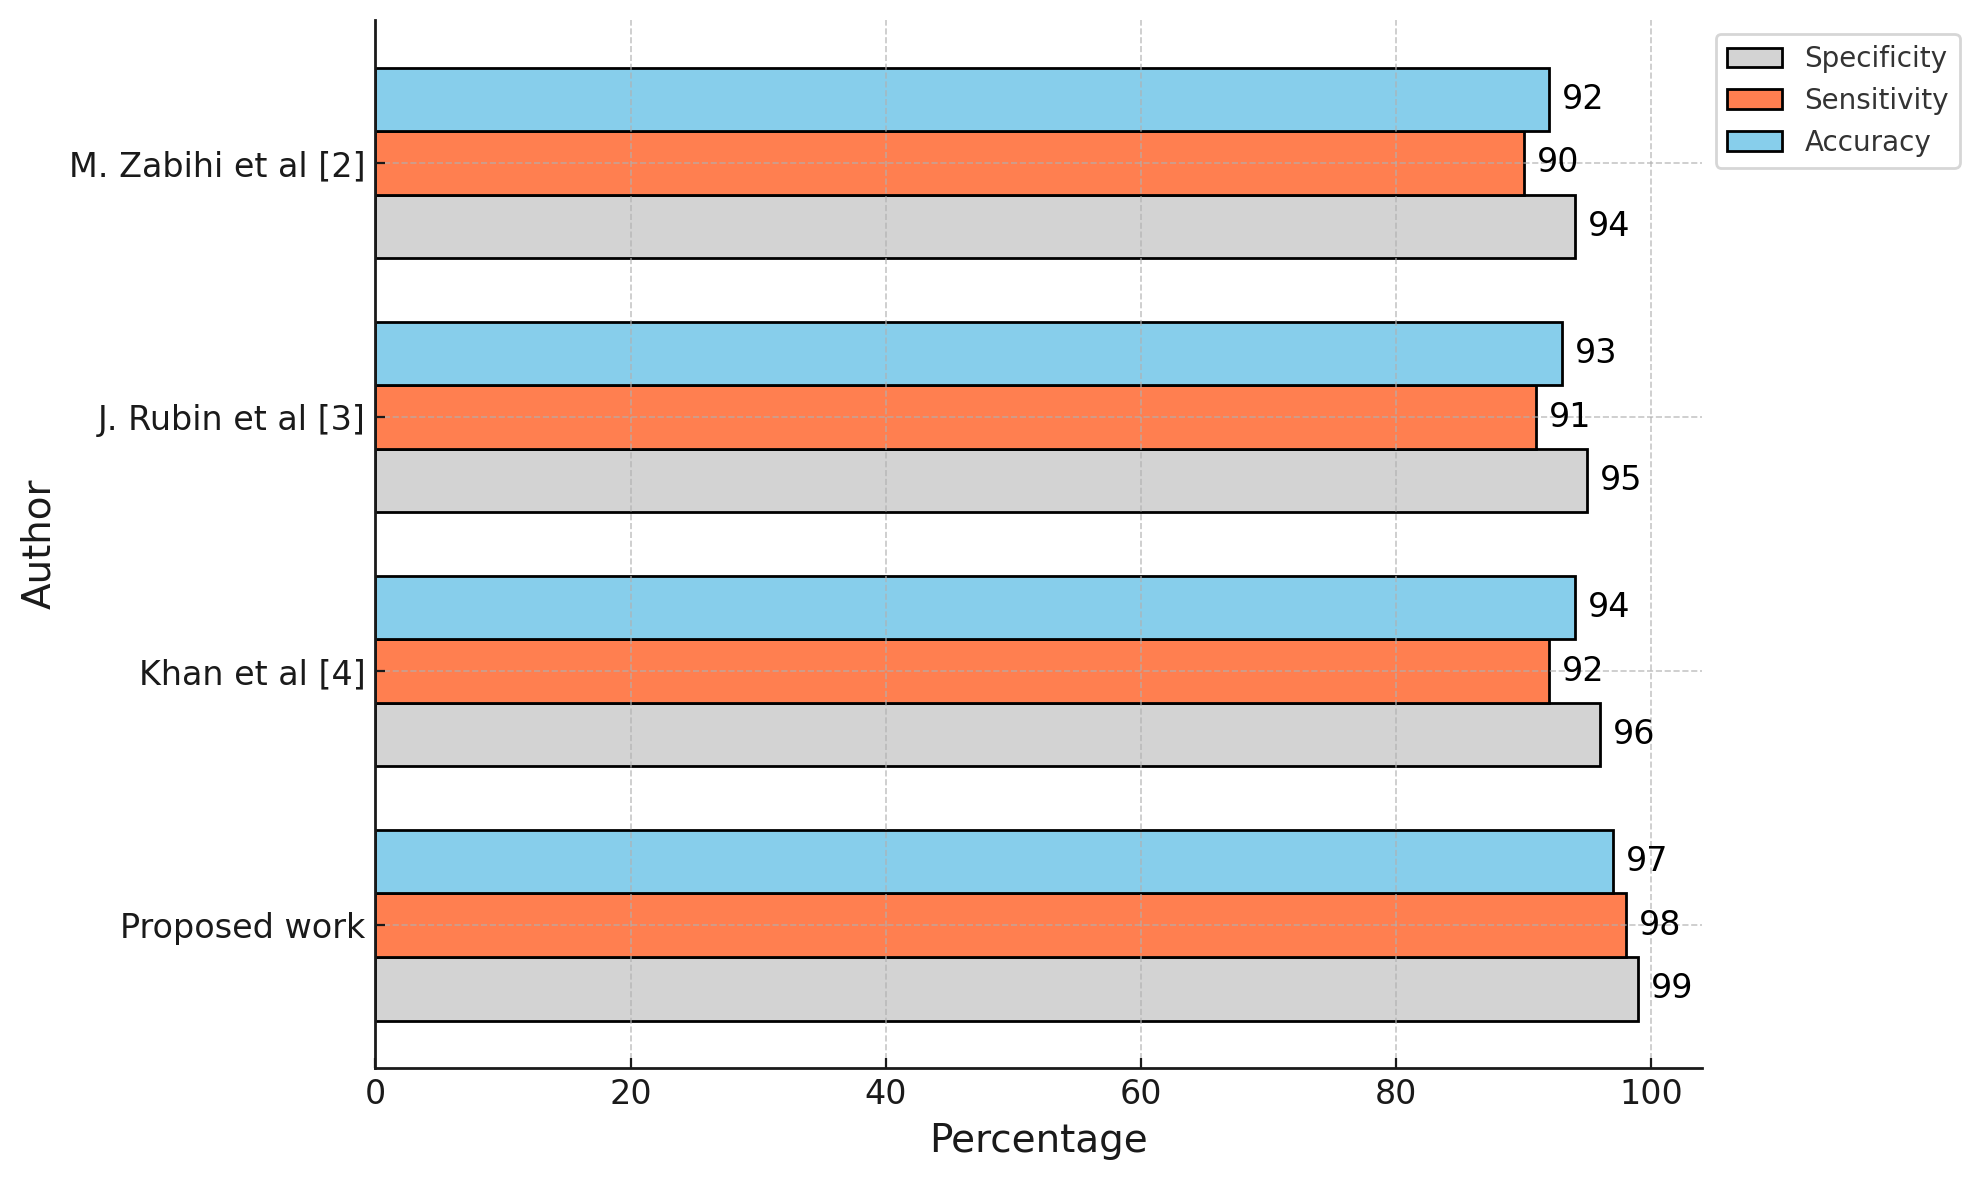 Specificity
Sensitivity
Accuracy
M. Zabihi et al [2]
92
90
94
J. Rubin et al [3]
93
91
95
Khan et al [4]
94
92
96
Proposed work
97
98
99
Author
0 20 40 60 80 100
Percentage